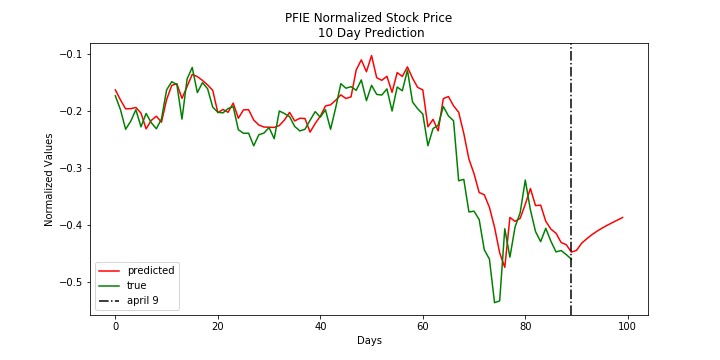 PFIE Normalized Stock Price
10 Day Prediction
Normalized Values
−0.1
−0.2
−0.3
−0.4
−0.5
predicted
true
april 9
0 20 40 60 80 100
Days